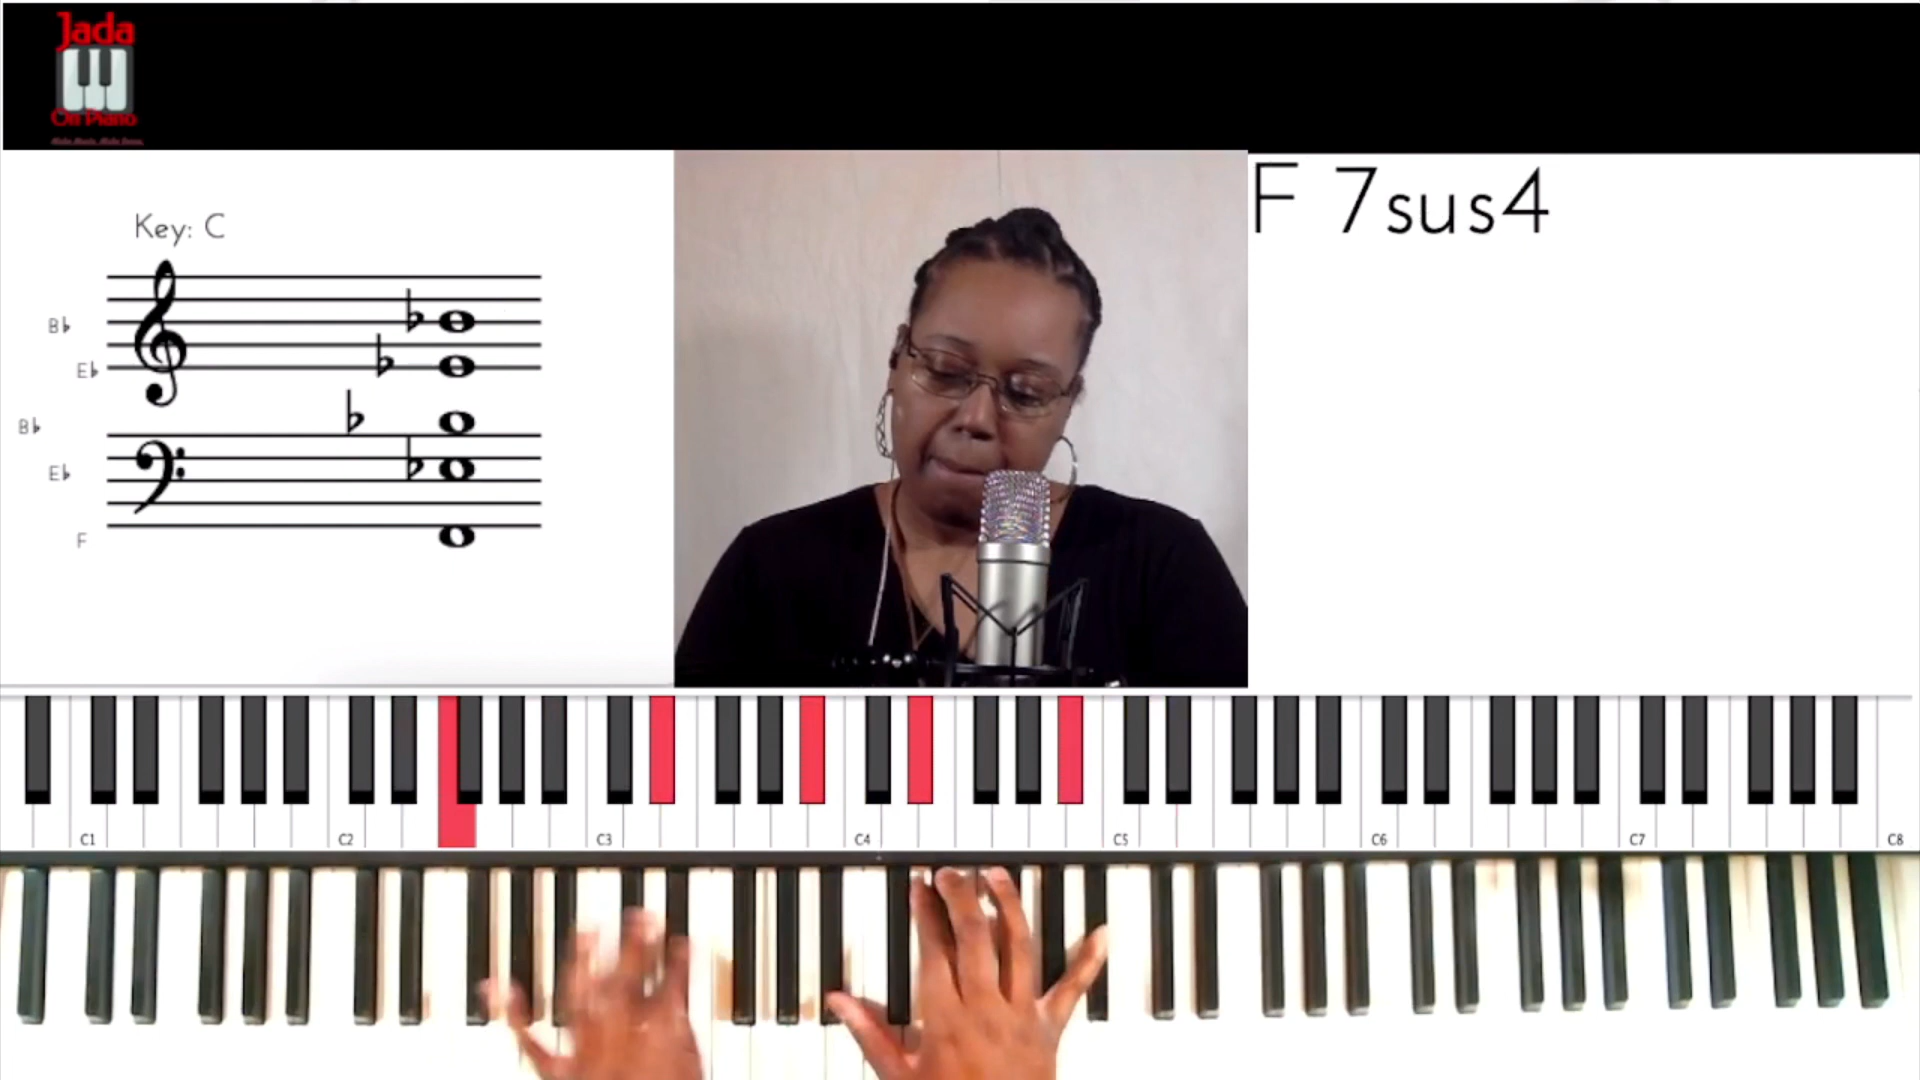 Jada
On Piano
Key: C
F 7sus4
B♭
E♭
B♭
E♭
F
C1 C2 C3 C4 C5 C6 C7 C8